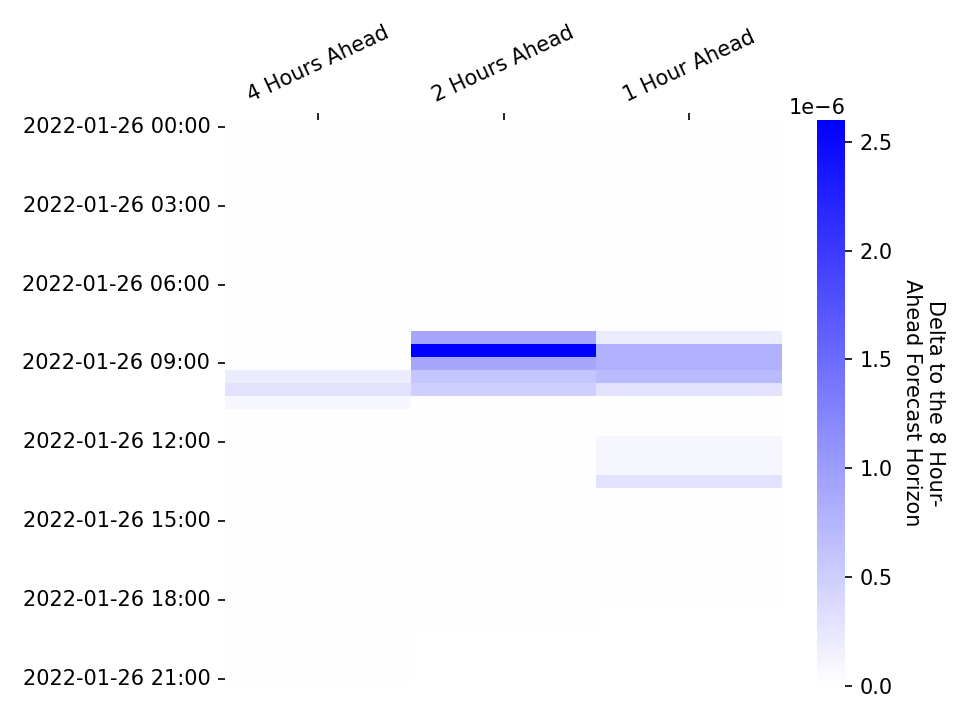 4 Hours Ahead
2 Hours Ahead
1 Hour Ahead
1e−6
2022-01-26 00:00
2022-01-26 03:00
2022-01-26 06:00
2022-01-26 09:00
2022-01-26 12:00
2022-01-26 15:00
2022-01-26 18:00
2022-01-26 21:00
2.5
2.0
1.5
1.0
0.5
0.0
Delta to the 8 Hour-
Ahead Forecast Horizon